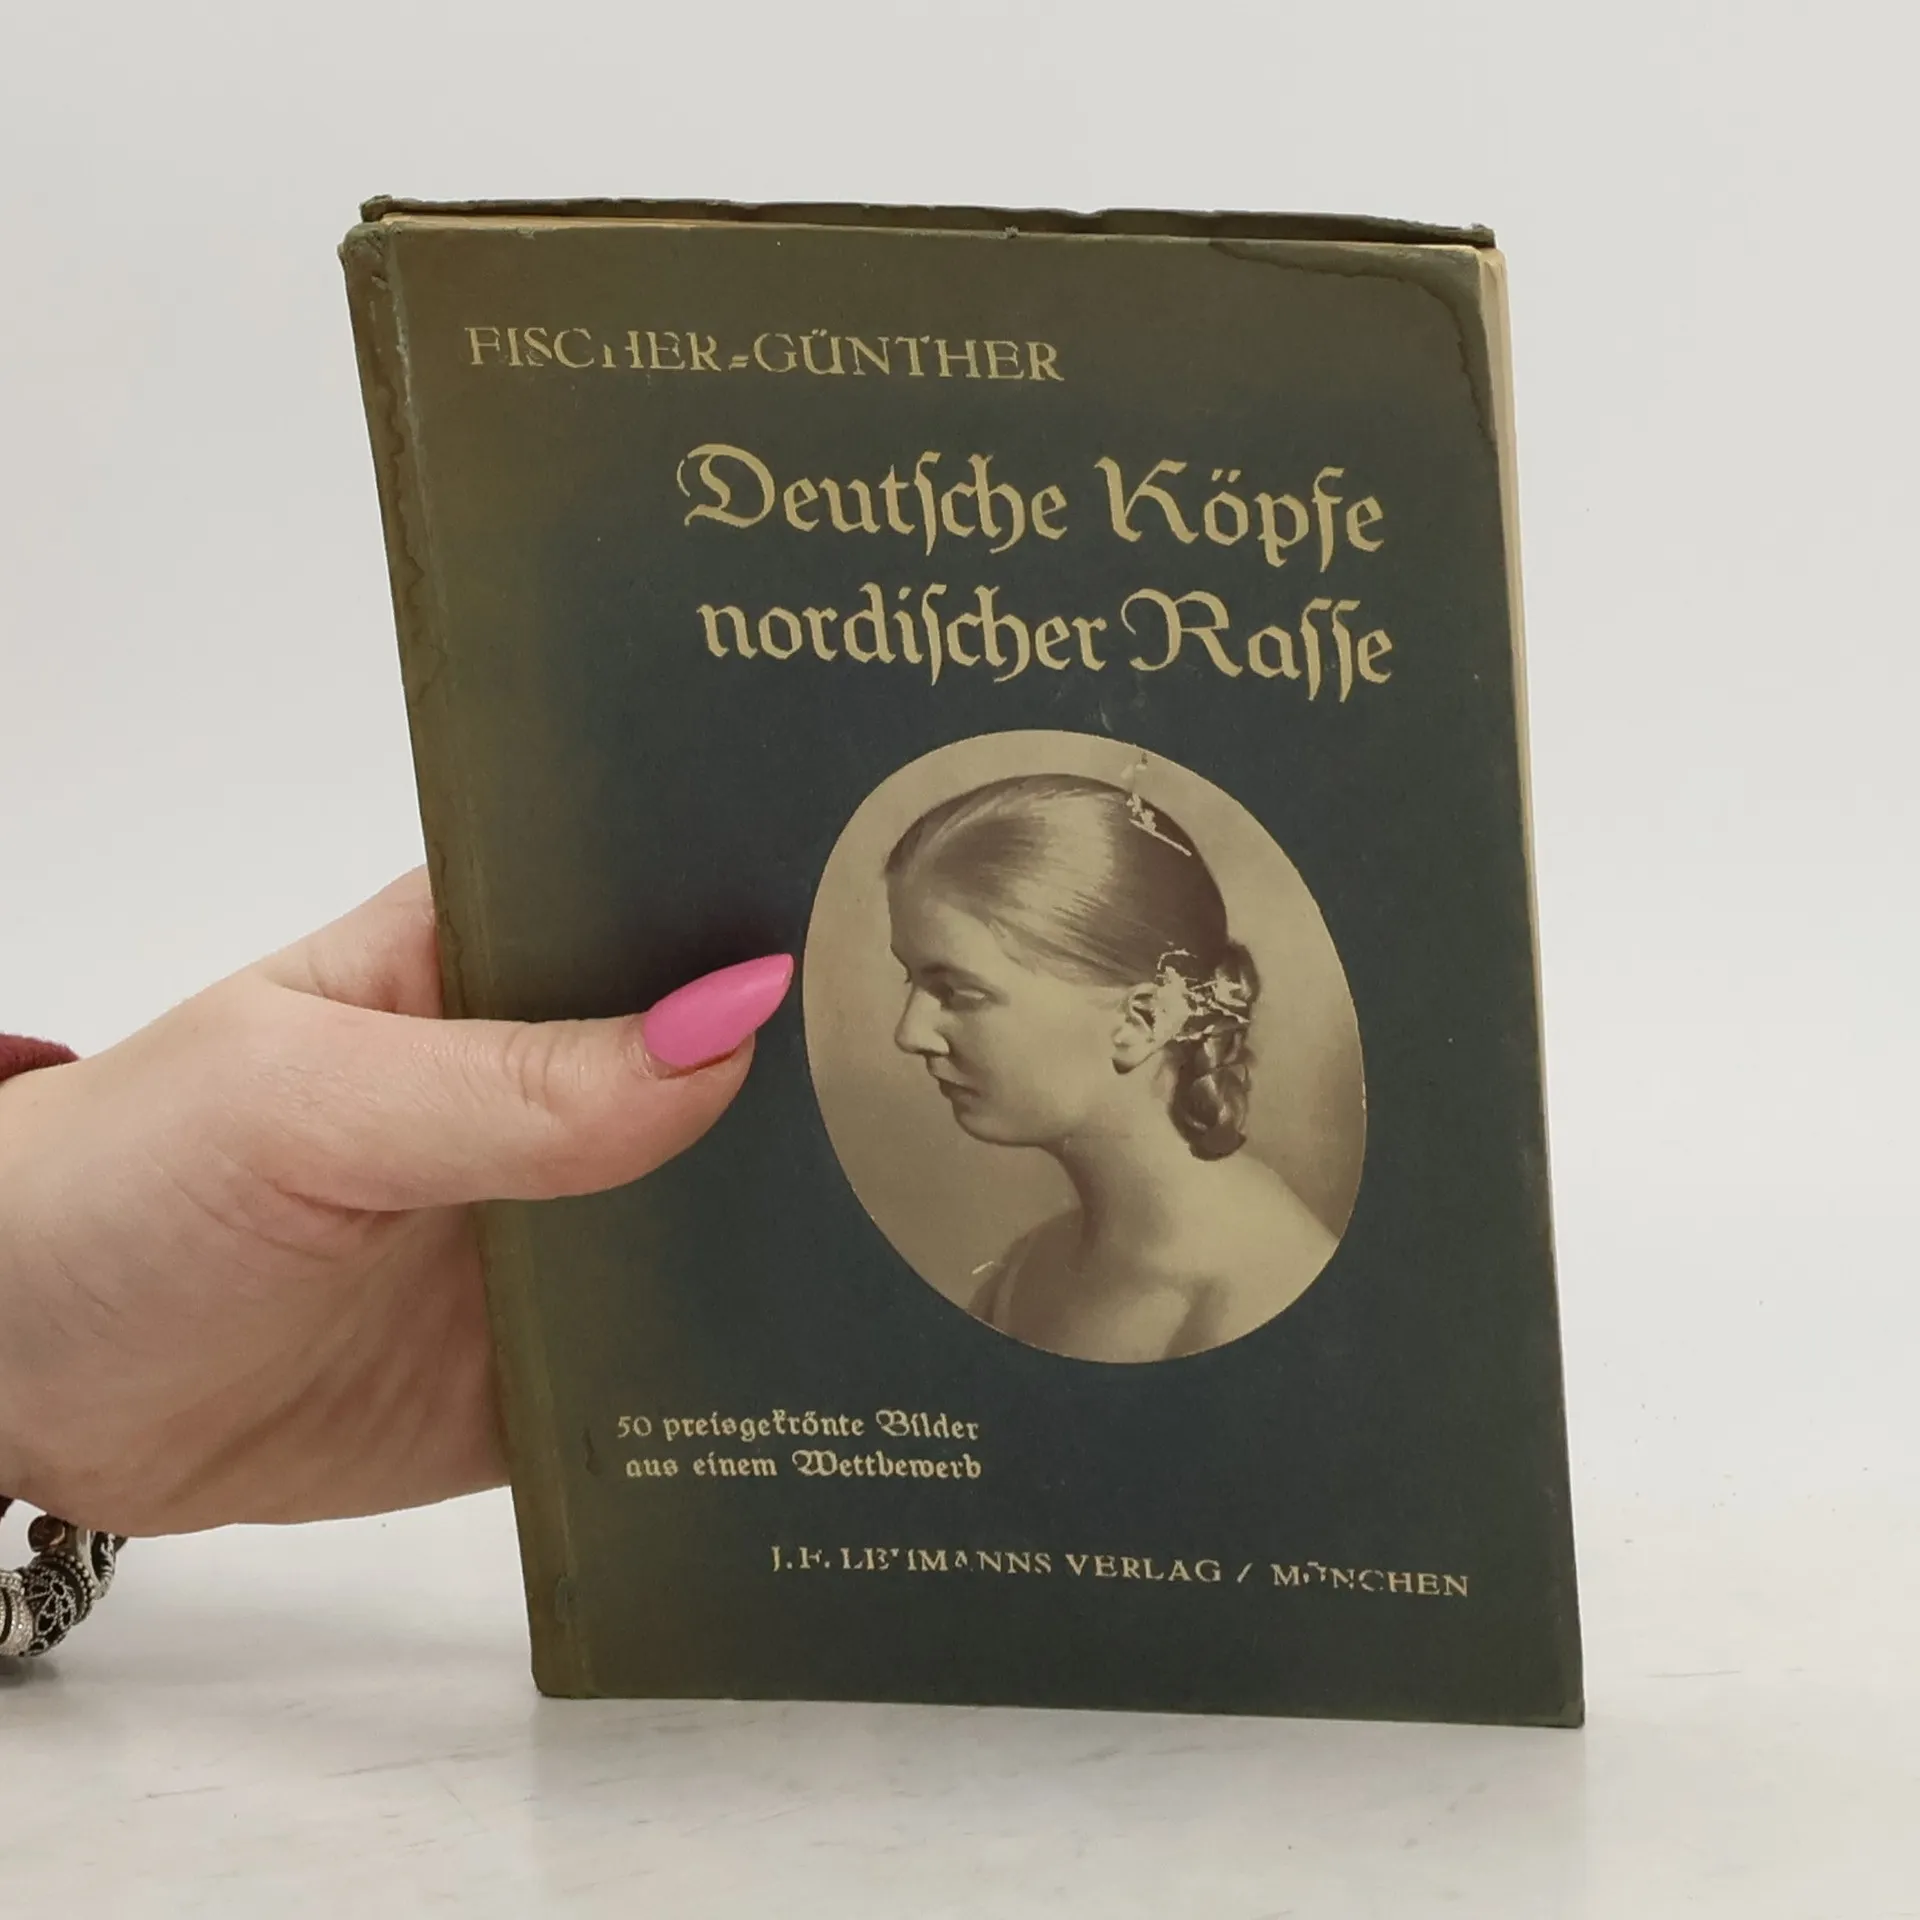 FISCHER=GÜNTHER
Deutſche Köpfe
nordiſcher Raſſe
50 preisgekrönte Bilder
aus einem Wettbewerb
J. F. LEHMANNS VERLAG / MÜNCHEN